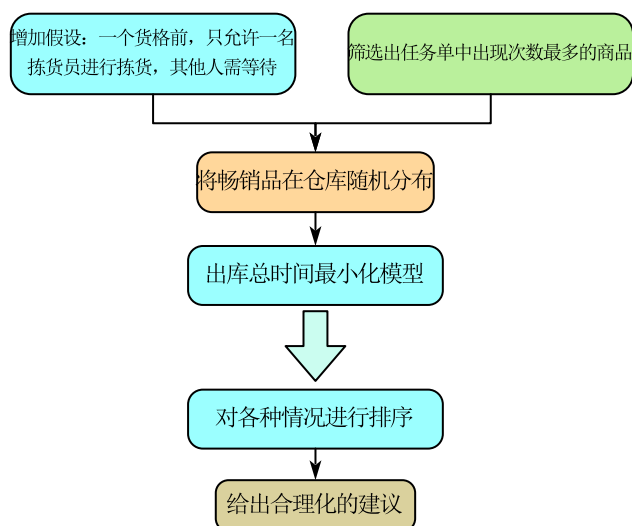 增加假设：一个货格前，只允许一名
拣货员进行拣货，其他人需等待
筛选出任务单中出现次数最多的商品
将畅销品在仓库随机分布
出库总时间最小化模型
对各种情况进行排序
给出合理化的建议